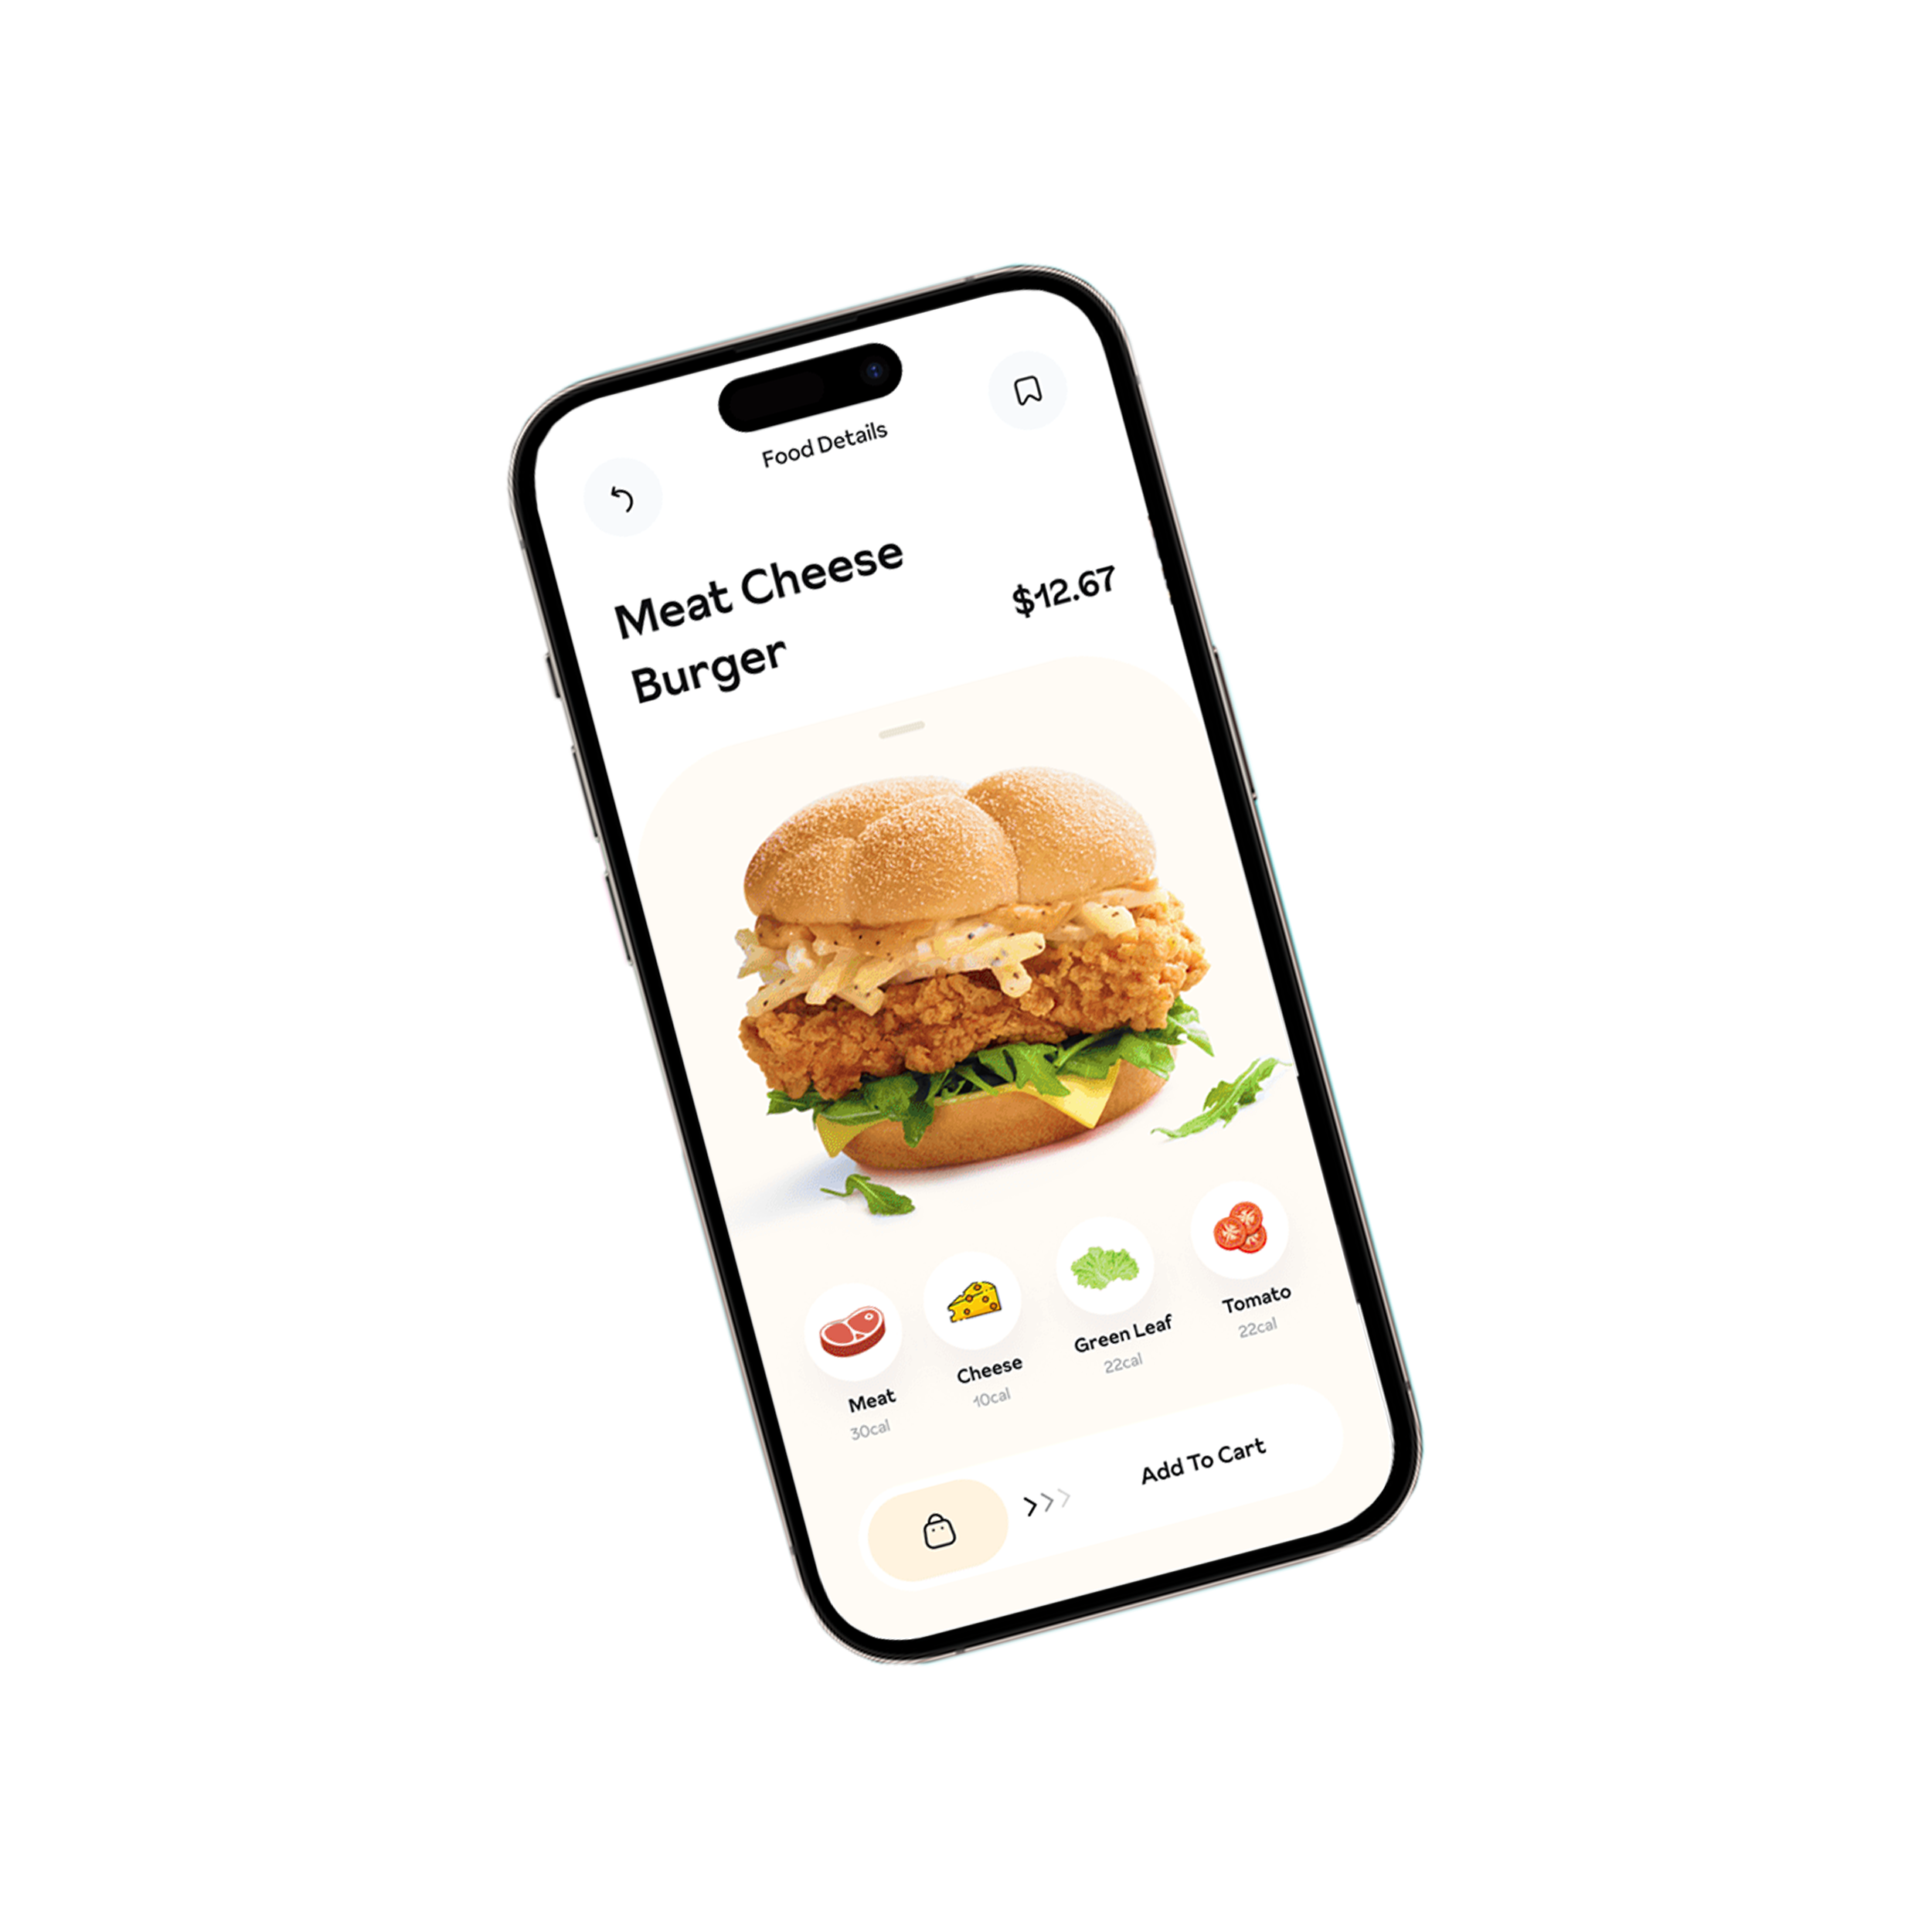 Food Details
Meat Cheese
Burger
$12.67
Meat
30cal
Cheese
10cal
Green Leaf
22cal
Tomato
22cal
Add To Cart